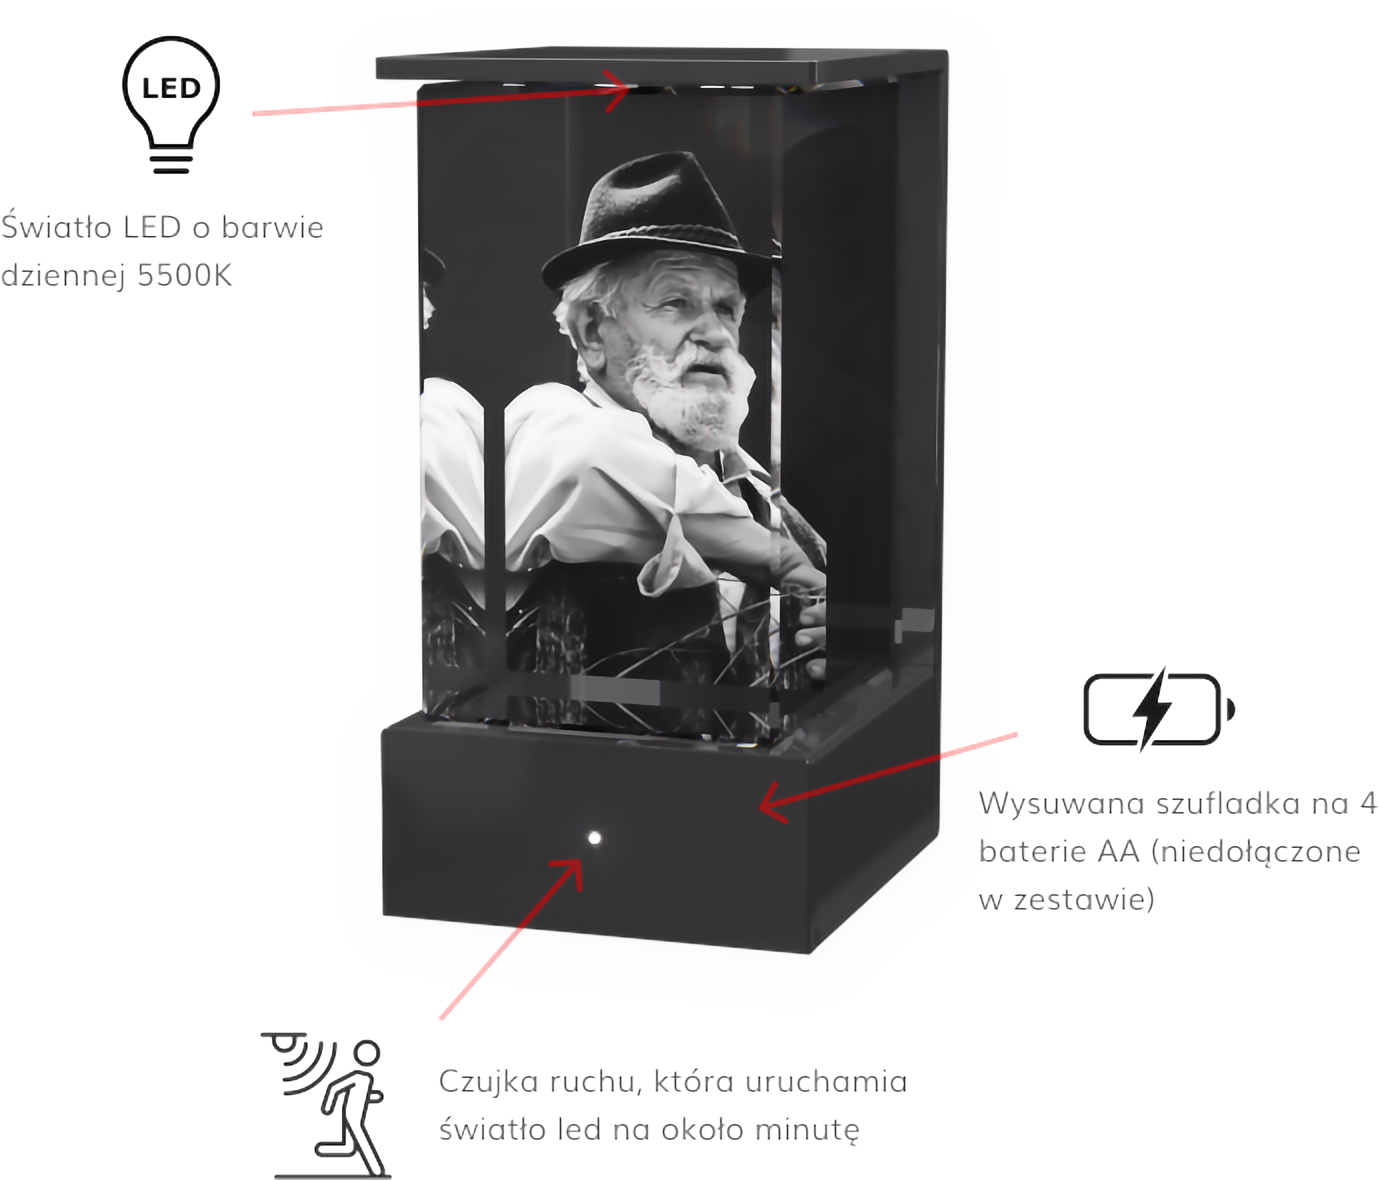 LED
Światło LED o barwie
dziennej 5500K
Wysuwana szufladka na 4
baterie AA (niedołączone
w zestawie)
Czujka ruchu, która uruchamia
światło led na około minutę